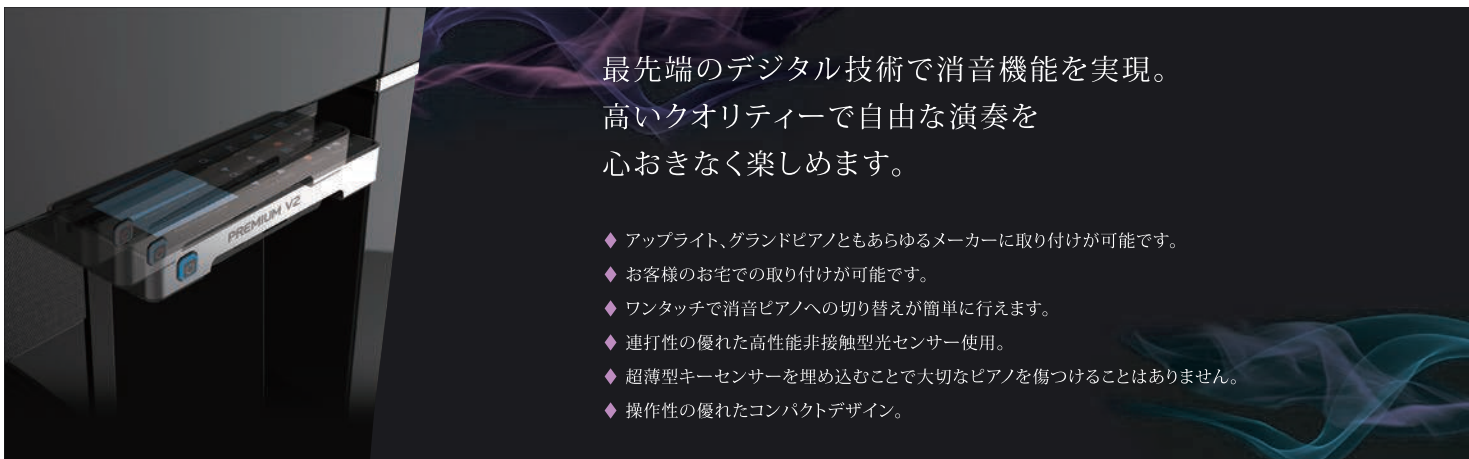 最先端のデジタル技術で消音機能を実現。
高いクオリティーで自由な演奏を
心おきなく楽しめます。
PREMIUM V2
♦ アップライト、グランドピアノともあらゆるメーカーに取り付けが可能です。
♦ お客様のお宅での取り付けが可能です。
♦ ワンタッチで消音ピアノへの切り替えが簡単に行えます。
♦ 連打性の優れた高性能非接触型光センサー使用。
♦ 超薄型キーセンサーを埋め込むことで大切なピアノを傷つけることはありません。
♦ 操作性の優れたコンパクトデザイン。